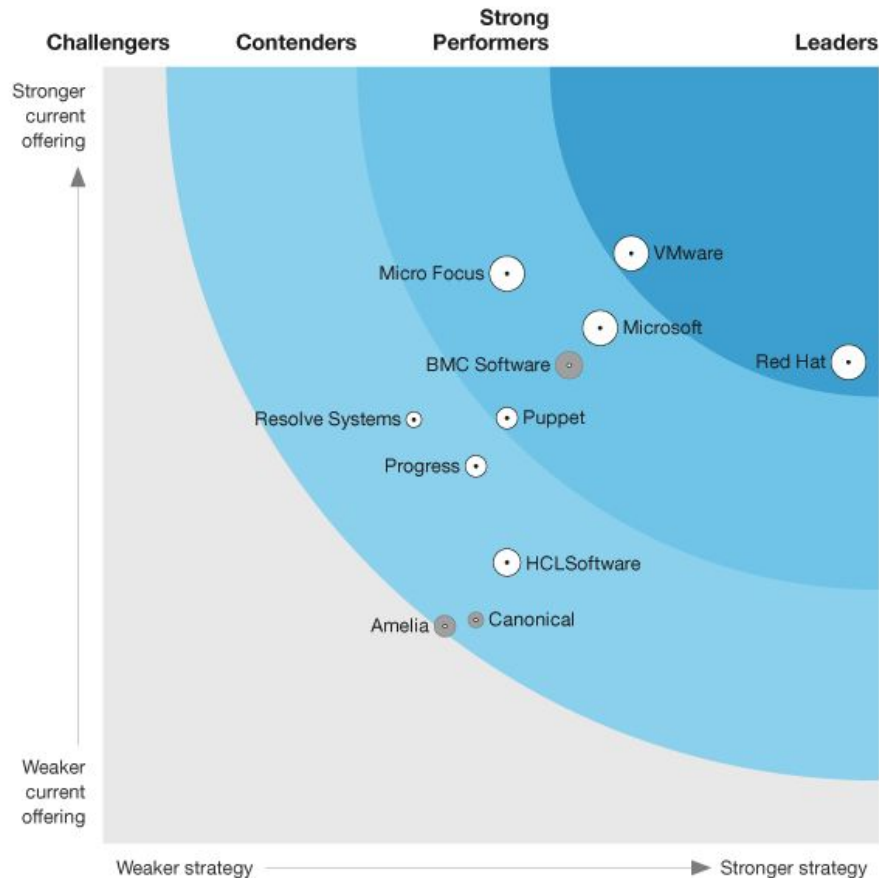 Challengers
Contenders
Strong
Performers
Leaders
Stronger
current
offering
VMware
Micro Focus
Microsoft
BMC Software
Red Hat
Resolve Systems
Puppet
Progress
HCLSoftware
Amelia
Canonical
Weaker
current
offering
Weaker strategy
Stronger strategy